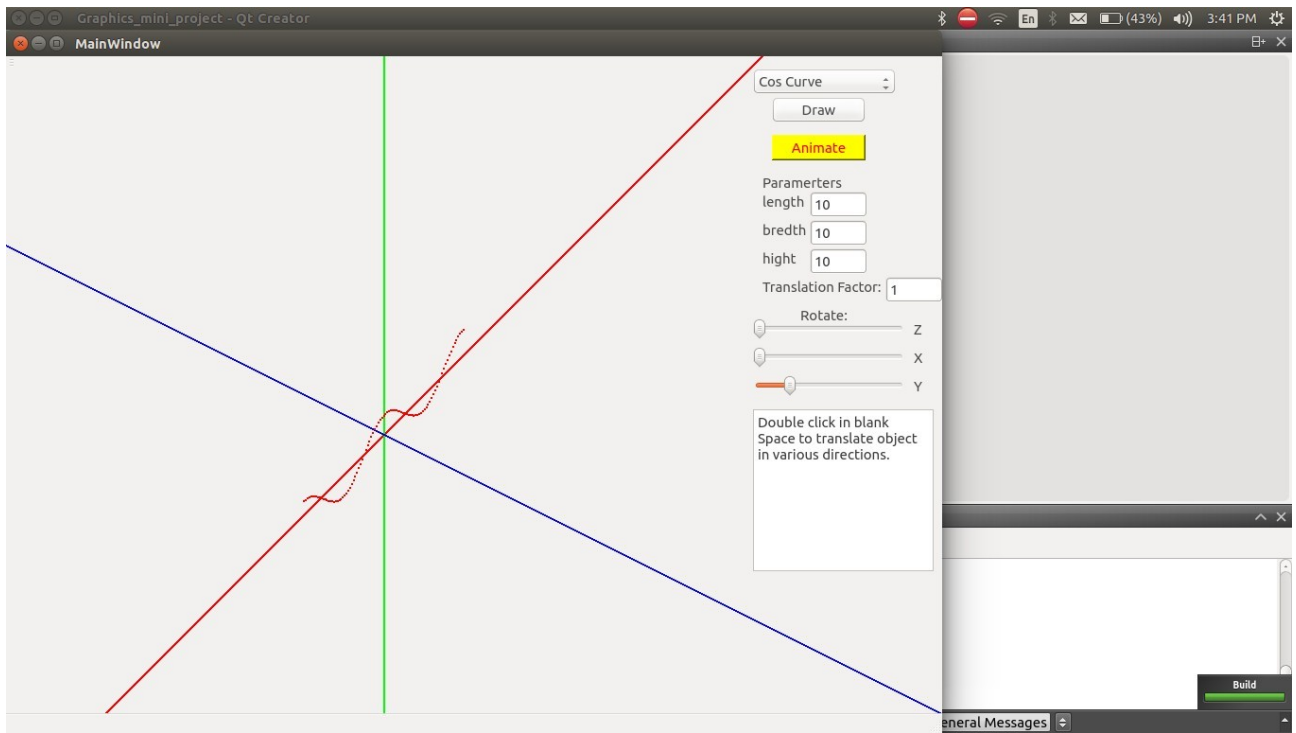 Graphics_mini_project - Qt Creator
En
(43%)
3:41 PM
MainWindow
Cos Curve
Draw
Animate
Paramerters
length 10
bredth 10
hight 10
Translation Factor: 1
Rotate:
Z
X
Y
Double click in blank
Space to translate object
in various directions.
Build
eneral Messages